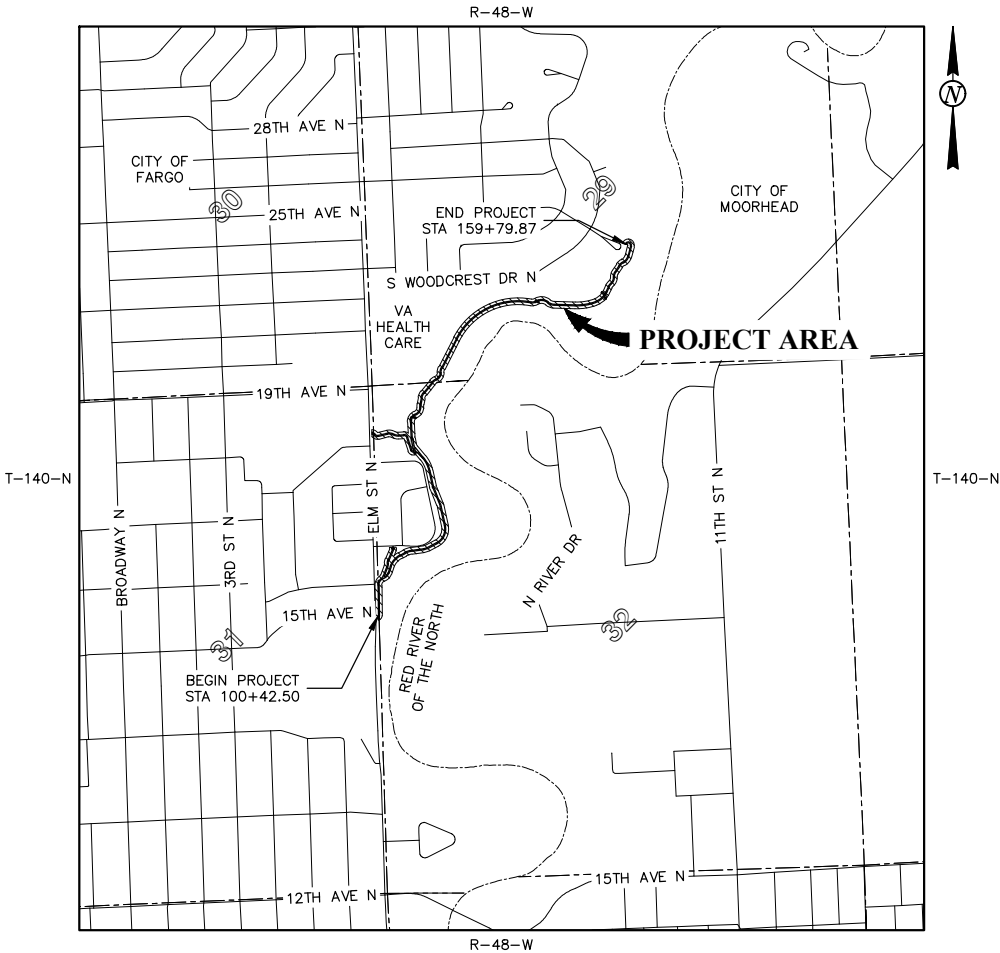 R-48-W
N
28TH AVE N
CITY OF
FARGO
30
25TH AVE N
29
CITY OF
MOORHEAD
END PROJECT
STA 159+79.87
S WOODCREST DR N
VA
HEALTH
CARE
PROJECT AREA
19TH AVE N
T-140-N
T-140-N
BROADWAY N
3RD ST N
ELM ST N
11TH ST N
N RIVER DR
15TH AVE N
31
32
RED RIVER
OF THE NORTH
BEGIN PROJECT
STA 100+42.50
12TH AVE N
15TH AVE N
R-48-W